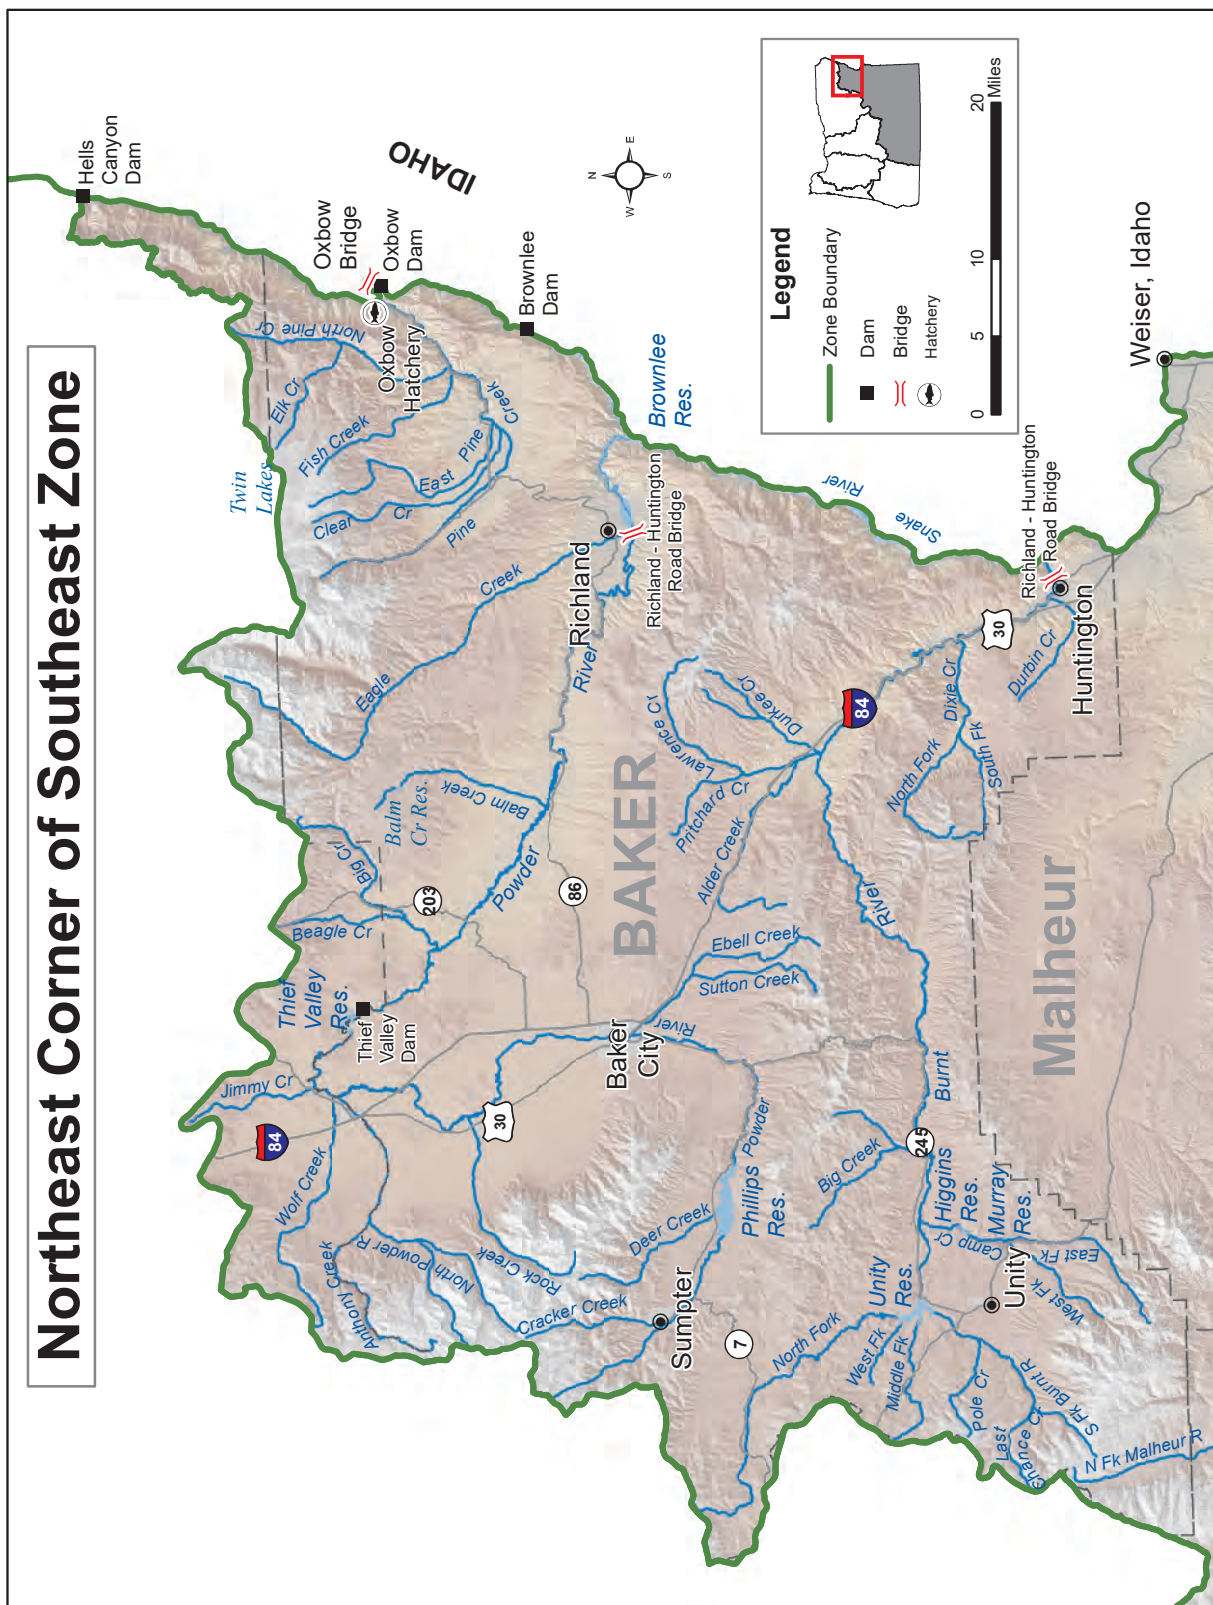 Northeast Corner of Southeast Zone
Hells
Canyon
Dam
IDAHO
Oxbow
Bridge
Oxbow
Dam
Oxbow
Hatchery
Brownlee
Dam
Brownlee
Res.
North Pine Cr
Elk Cr
Fish Creek
Twin
Lakes
East
Pine
Creek
Clear
Cr
Pine
Richland
Richland - Huntington
Road Bridge
Eagle
Creek
River
Powder
Balm Creek
Balm
Cr Res.
Big Cr
203
Beagle Cr
Thief
Valley
Res.
Thief
Valley
Dam
86
BAKER
Jimmy Cr
84
Wolf Creek
30
Anthony Creek
North Powder R
Rock Creek
Cracker Creek
Deer Creek
Sumpter
Phillips
Res.
Powder
River
Baker
City
Ebell Creek
Sutton Creek
Alder Creek
Pritchard Cr
Lawrence Cr
Durkee Cr
84
Snake
River
Richland - Huntington
Road Bridge
30
Huntington
Durbin Cr
Dixie Cr
North Fork
South Fk
River
Burnt
245
Big Creek
Higgins
Res.
Murray
Res.
Camp
Cr
East Fk
West Fk
Unity
Unity
Res.
7
North Fork
West Fk
Middle Fk
Pole Cr
S Fk Burnt R
Last
Chance Cr
N Fk Malheur R
Malheur
Weiser, Idaho
N
E
S
W
Legend
Zone Boundary
Dam
Bridge
Hatchery
0
5
10
20
Miles